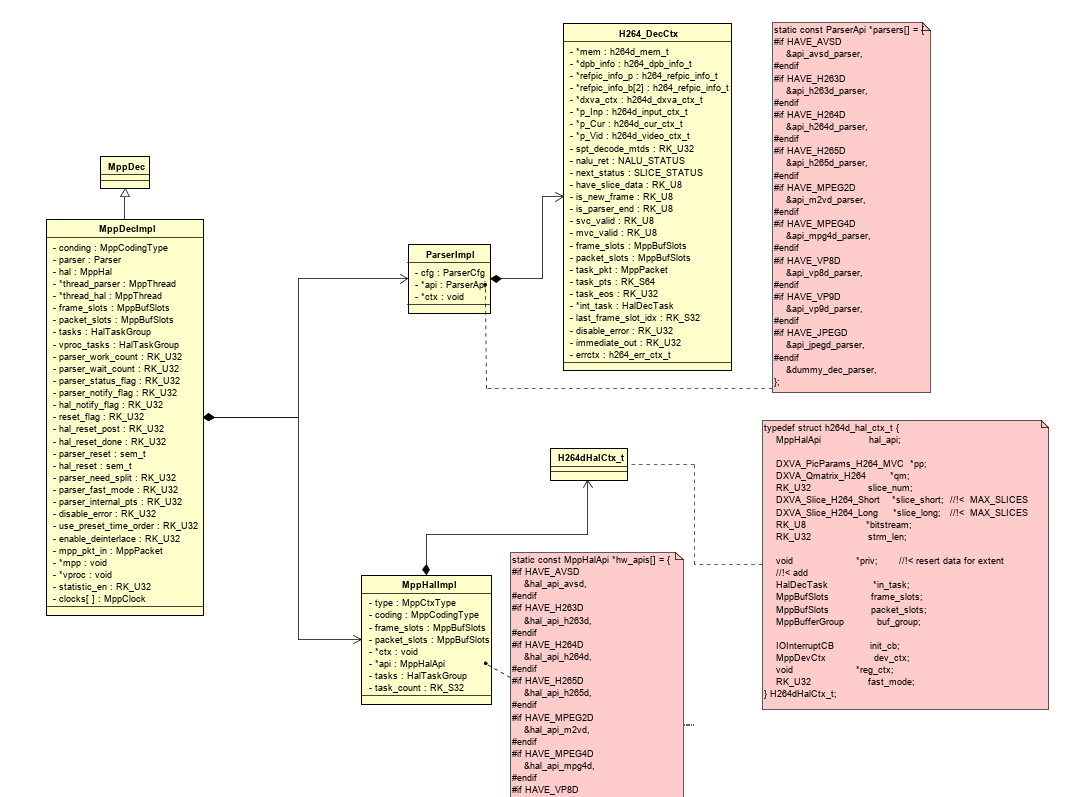 MppDec
MppDecImpl
- conding : MppCodingType
- parser : Parser
- hal : MppHal
- *thread_parser : MppThread
- *thread_hal : MppThread
- frame_slots : MppBufSlots
- packet_slots : MppBufSlots
- tasks : HalTaskGroup
- vproc_tasks : HalTaskGroup
- parser_work_count : RK_U32
- parser_wait_count : RK_U32
- parser_status_flag : RK_U32
- parser_notify_flag : RK_U32
- hal_notify_flag : RK_U32
- reset_flag : RK_U32
- hal_reset_post : RK_U32
- hal_reset_done : RK_U32
- parser_reset : sem_t
- hal_reset : sem_t
- parser_need_split : RK_U32
- parser_fast_mode : RK_U32
- parser_internal_pts : RK_U32
- disable_error : RK_U32
- use_preset_time_order : RK_U32
- enable_deinterlace : RK_U32
- mpp_pkt_in : MppPacket
- *mpp : void
- *vproc : void
- statistic_en : RK_U32
- clocks[ ] : MppClock
ParserImpl
- cfg : ParserCfg
- *api : ParserApi
- *ctx : void
H264_DecCtx
- *mem : h264d_mem_t
- *dpb_info : h264_dpb_info_t
- *refpic_info_p : h264_refpic_info_t
- *refpic_info_b[2] : h264_refpic_info_t
- *dxva_ctx : h264d_dxva_ctx_t
- *p_Inp : h264d_input_ctx_t
- *p_Cur : h264d_cur_ctx_t
- *p_Vid : h264d_video_ctx_t
- spt_decode_mtds : RK_U32
- nalu_ret : NALU_STATUS
- next_status : SLICE_STATUS
- have_slice_data : RK_U8
- is_new_frame : RK_U8
- is_parser_end : RK_U8
- svc_valid : RK_U8
- mvc_valid : RK_U8
- frame_slots : MppBufSlots
- packet_slots : MppBufSlots
- task_pkt : MppPacket
- task_pts : RK_S64
- task_eos : RK_U32
- *int_task : HalDecTask
- last_frame_slot_idx : RK_S32
- disable_error : RK_U32
- immediate_out : RK_U32
- errctx : h264_err_ctx_t
static const ParserApi *parsers[] = {
#if HAVE_AVSD
&api_avsd_parser,
#endif
#if HAVE_H263D
&api_h263d_parser,
#endif
#if HAVE_H264D
&api_h264d_parser,
#endif
#if HAVE_H265D
&api_h265d_parser,
#endif
#if HAVE_MPEG2D
&api_m2vd_parser,
#endif
#if HAVE_MPEG4D
&api_mpg4d_parser,
#endif
#if HAVE_VP8D
&api_vp8d_parser,
#endif
#if HAVE_VP9D
&api_vp9d_parser,
#endif
#if HAVE_JPEGD
&api_jpegd_parser,
#endif
&dummy_dec_parser,
};
H264dHalCtx_t
MppHalImpl
- type : MppCtxType
- coding : MppCodingType
- frame_slots : MppBufSlots
- packet_slots : MppBufSlots
- *ctx : void
- *api : MppHalApi
- tasks : HalTaskGroup
- task_count : RK_S32
static const MppHalApi *hw_apis[] = {
#if HAVE_AVSD
&hal_api_avsd,
#endif
#if HAVE_H263D
&hal_api_h263d,
#endif
#if HAVE_H264D
&hal_api_h264d,
#endif
#if HAVE_H265D
&hal_api_h265d,
#endif
#if HAVE_MPEG2D
&hal_api_m2vd,
#endif
#if HAVE_MPEG4D
&hal_api_mpg4d,
#endif
#if HAVE_VP8D
typedef struct h264d_hal_ctx_t {
MppHalApi hal_api;
DXVA_PicParams_H264_MVC *pp;
DXVA_Qmatrix_H264 *qm;
RK_U32 slice_num;
DXVA_Slice_H264_Short *slice_short; //!< MAX_SLICES
DXVA_Slice_H264_Long *slice_long; //!< MAX_SLICES
RK_U8 *bitstream;
RK_U32 strm_len;
void *priv; //!< resert data for extent
//!< add
HalDecTask *in_task;
MppBufSlots frame_slots;
MppBufSlots packet_slots;
MppBufferGroup buf_group;
IOInterruptCB init_cb;
MppDevCtx dev_ctx;
void *reg_ctx;
RK_U32 fast_mode;
} H264dHalCtx_t;